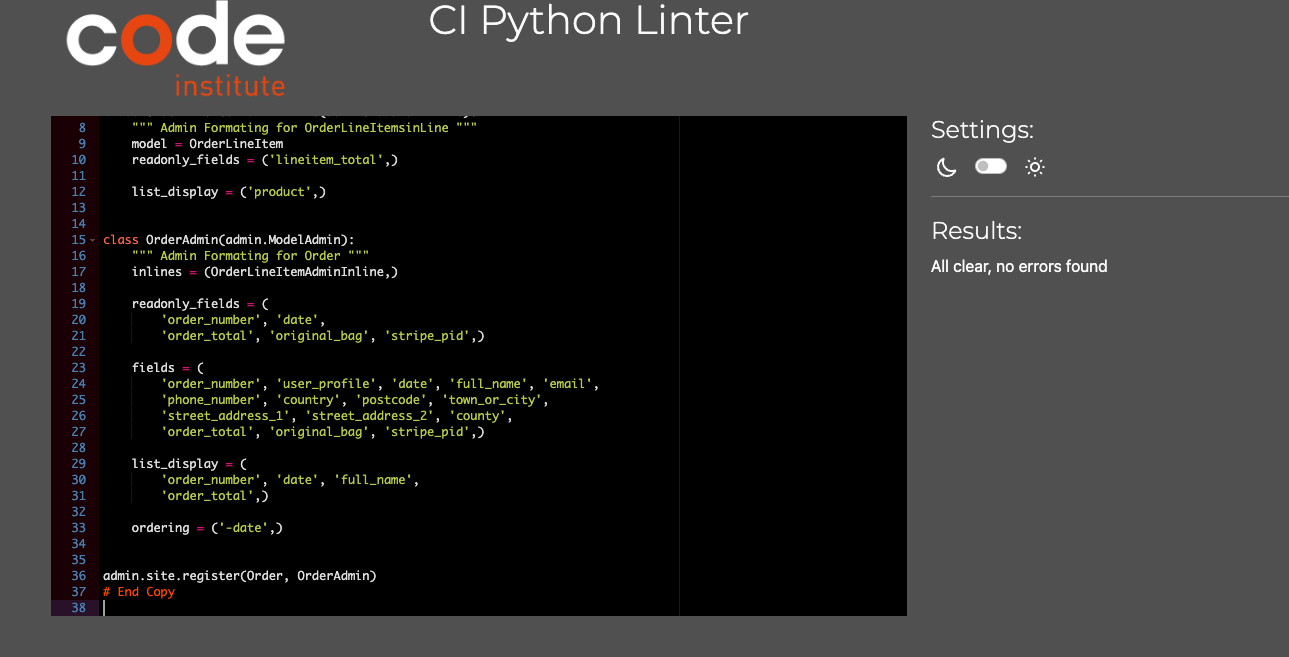 code
institute
CI Python Linter
8 """ Admin Formating for OrderLineItemsinLine """
9 model = OrderLineItem
10 readonly_fields = ('lineitem_total',)
11
12 list_display = ('product',)
13
14
15 class OrderAdmin(admin.ModelAdmin):
16 """ Admin Formating for Order """
17 inlines = (OrderLineItemAdminInline,)
18
19 readonly_fields = (
20 'order_number', 'date',
21 'order_total', 'original_bag', 'stripe_pid',)
22
23 fields = (
24 'order_number', 'user_profile', 'date', 'full_name', 'email',
25 'phone_number', 'country', 'postcode', 'town_or_city',
26 'street_address_1', 'street_address_2', 'county',
27 'order_total', 'original_bag', 'stripe_pid',)
28
29 list_display = (
30 'order_number', 'date', 'full_name',
31 'order_total',)
32
33 ordering = ('-date',)
34
35
36 admin.site.register(Order, OrderAdmin)
37 # End Copy
38
Settings:
Results:
All clear, no errors found